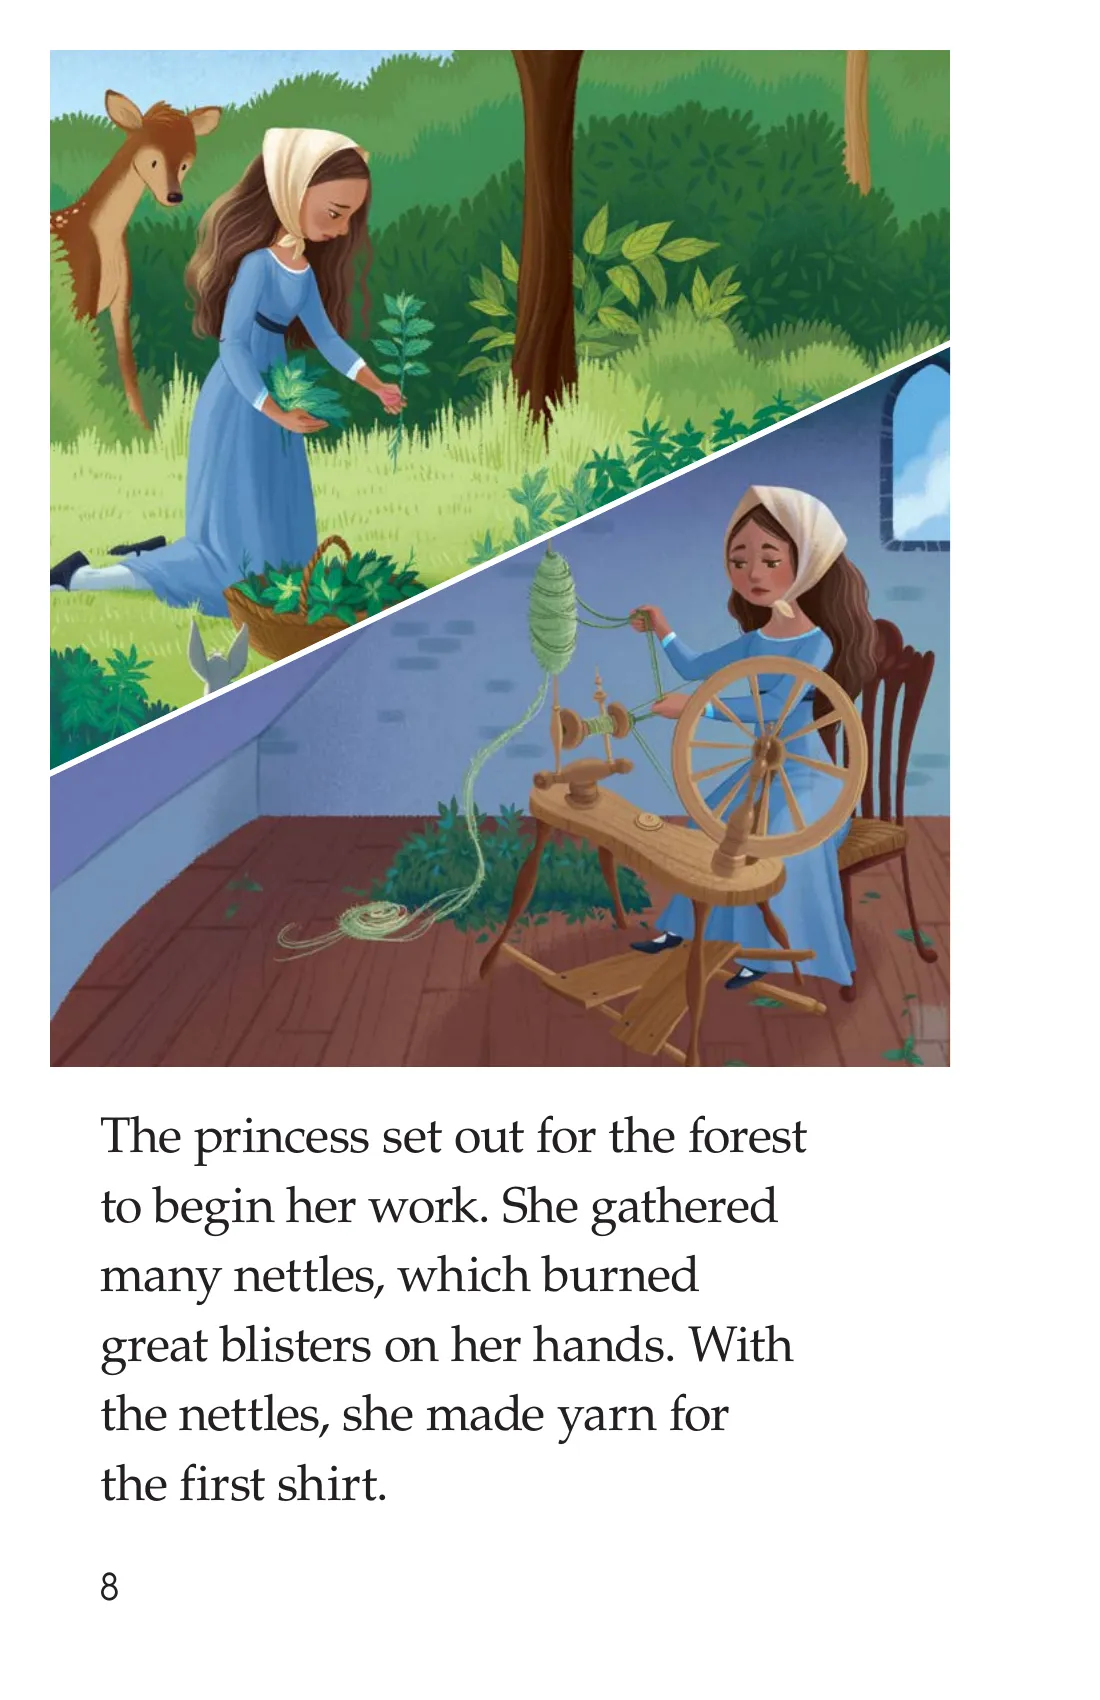 The princess set out for the forest
to begin her work. She gathered
many nettles, which burned
great blisters on her hands. With
the nettles, she made yarn for
the first shirt.
8